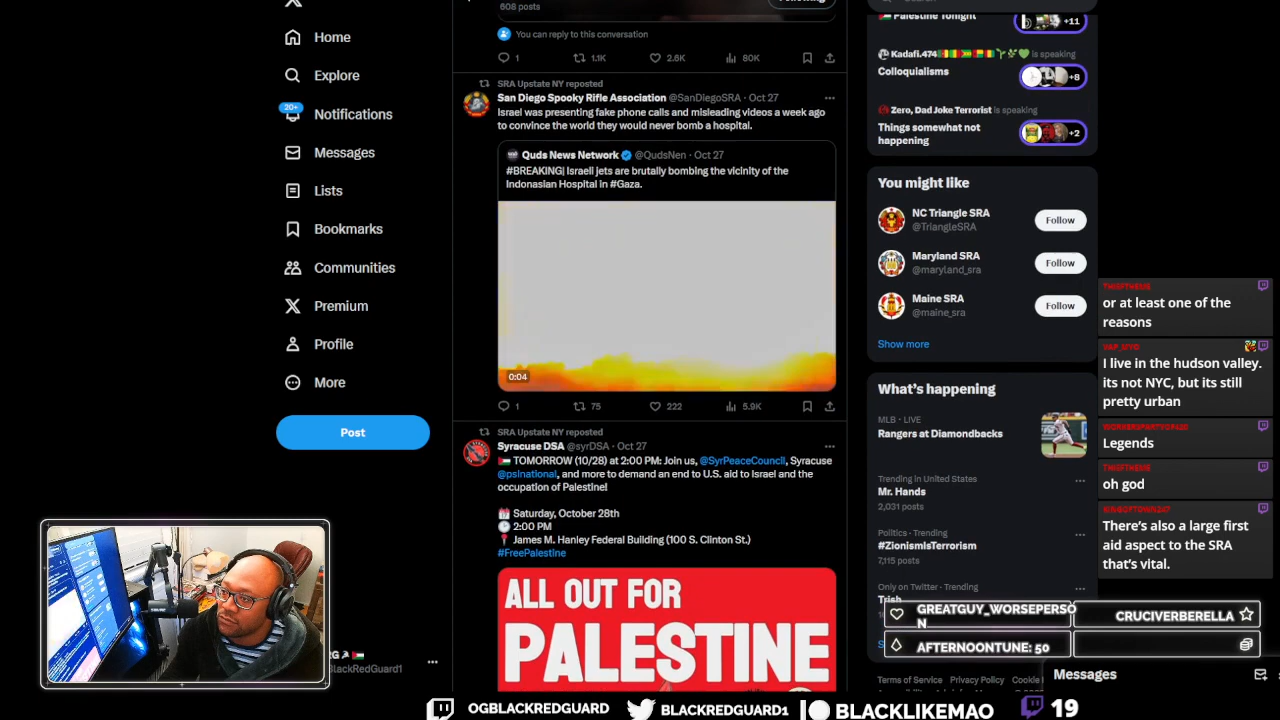 Home
Explore
20+
Notifications
Messages
Lists
Bookmarks
Communities
Premium
Profile
More
Post
BlackRedGuard1
608 posts
Following
You can reply to this conversation
1
1.1K
2.6K
80K
SRA Upstate NY reposted
San Diego Spooky Rifle Association @SanDiegoSRA · Oct 27
Israel was presenting fake phone calls and misleading videos a week ago
to convince the world they would never bomb a hospital.
Quds News Network @QudsNen · Oct 27
#BREAKING| Israeli jets are brutally bombing the vicinity of the
Indonasian Hospital in #Gaza.
0:04
1
75
222
5.9K
SRA Upstate NY reposted
Syracuse DSA @syrDSA · Oct 27
TOMORROW (10/28) at 2:00 PM: Join us, @SyrPeaceCouncil, Syracuse
@pslnational, and more to demand an end to U.S. aid to Israel and the
occupation of Palestine!
Saturday, October 28th
2:00 PM
James M. Hanley Federal Building (100 S. Clinton St.)
#FreePalestine
ALL OUT FOR
PALESTINE
Palestine Tonight
+11
Kadafi.474 is speaking
Colloquialisms
+8
Zero, Dad Joke Terrorist is speaking
Things somewhat not
happening
+2
You might like
NC Triangle SRA
@TriangleSRA
Follow
Maryland SRA
@maryland_sra
Follow
Maine SRA
@maine_sra
Follow
Show more
What's happening
MLB · LIVE
Rangers at Diamondbacks
Trending in United States
Mr. Hands
2,031 posts
Politics · Trending
#ZionismIsTerrorism
7,115 posts
Only on Twitter · Trending
Trish
Terms of Service Privacy Policy Cookie
Messages
or at least one of the
reasons
I live in the hudson valley.
its not NYC, but its still
pretty urban
Legends
oh god
There's also a large first
aid aspect to the SRA
that's vital.
GREATGUY_WORSEPERSO
N
CRUCIVERBERELLA
AFTERNOONTUNE: 50
OGBLACKREDGUARD
BLACKREDGUARD1
BLACKLIKEMAO
19